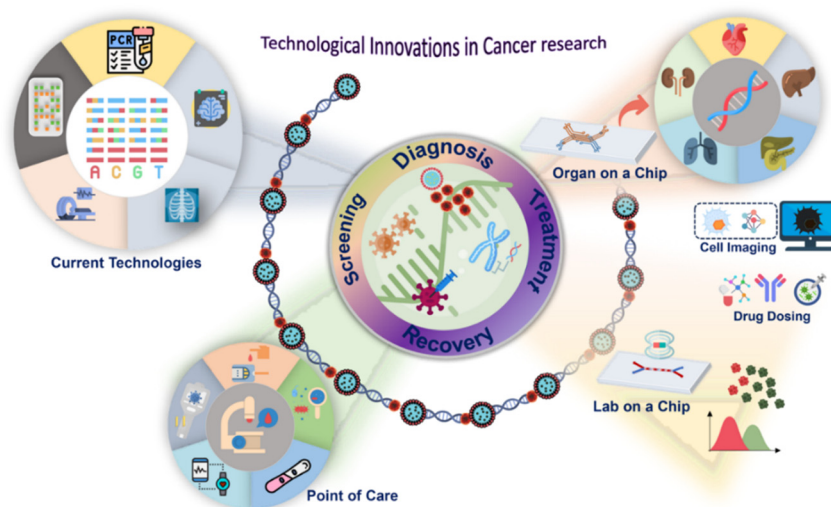 Technological Innovations in Cancer research
PCR
A C G T
Current Technologies
Screening
Diagnosis
Treatment
Recovery
Organ on a Chip
Cell Imaging
Drug Dosing
Lab on a Chip
Point of Care